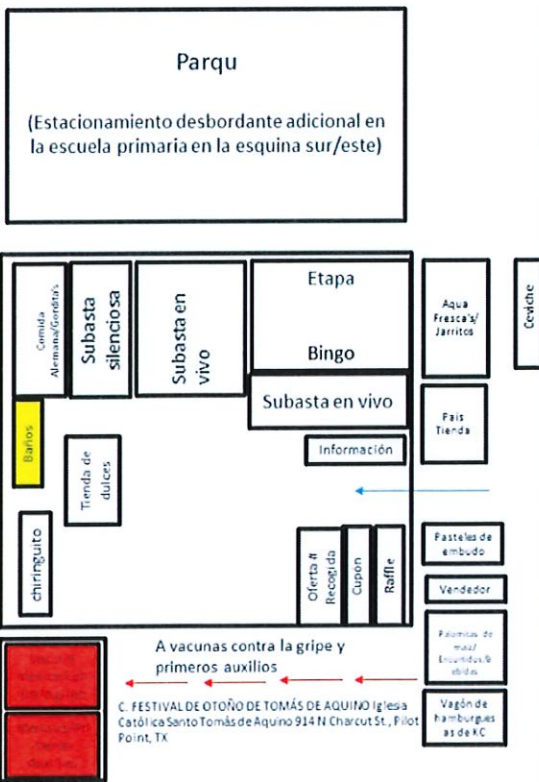 Parqu
(Estacionamiento desbordante adicional en
la escuela primaria en la esquina sur/este)
Comida
Alemana/Gordita's
Subasta
silenciosa
Subasta en
vivo
Etapa
Bingo
Aqua
Fresca's/
Jarritos
Ceviche
Subasta en vivo
Información
Pais
Tienda
Baños
Tienda de
dulces
chiringuito
Oferta #
Recogida
Cupón
Raffle
Pasteles de
embudo
Vendedor
Palomitas de
maiz/
A vacunas contra la gripe y
primeros auxilios
C. FESTIVAL DE OTOÑO DE TOMÁS DE AQUINO Iglesia
Católica Santo Tomás de Aquino 914 N Charcut St., Pilot
Point, TX
Vagón de
hamburgues
as de KC